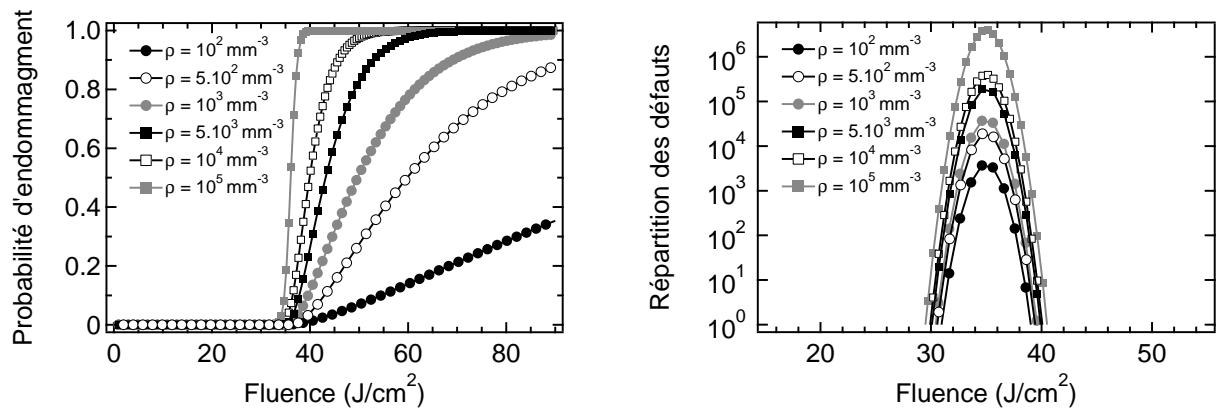 Probabilité d'endommagment
1.0
0.8
0.6
0.4
0.2
0
ρ = 10² mm⁻³
ρ = 5.10² mm⁻³
ρ = 10³ mm⁻³
ρ = 5.10³ mm⁻³
ρ = 10⁴ mm⁻³
ρ = 10⁵ mm⁻³
0 20 40 60 80
Fluence (J/cm²)
Répartition des défauts
10⁶
10⁵
10⁴
10³
10²
10¹
10⁰
ρ = 10² mm⁻³
ρ = 5.10² mm⁻³
ρ = 10³ mm⁻³
ρ = 5.10³ mm⁻³
ρ = 10⁴ mm⁻³
ρ = 10⁵ mm⁻³
20 30 40 50
Fluence (J/cm²)